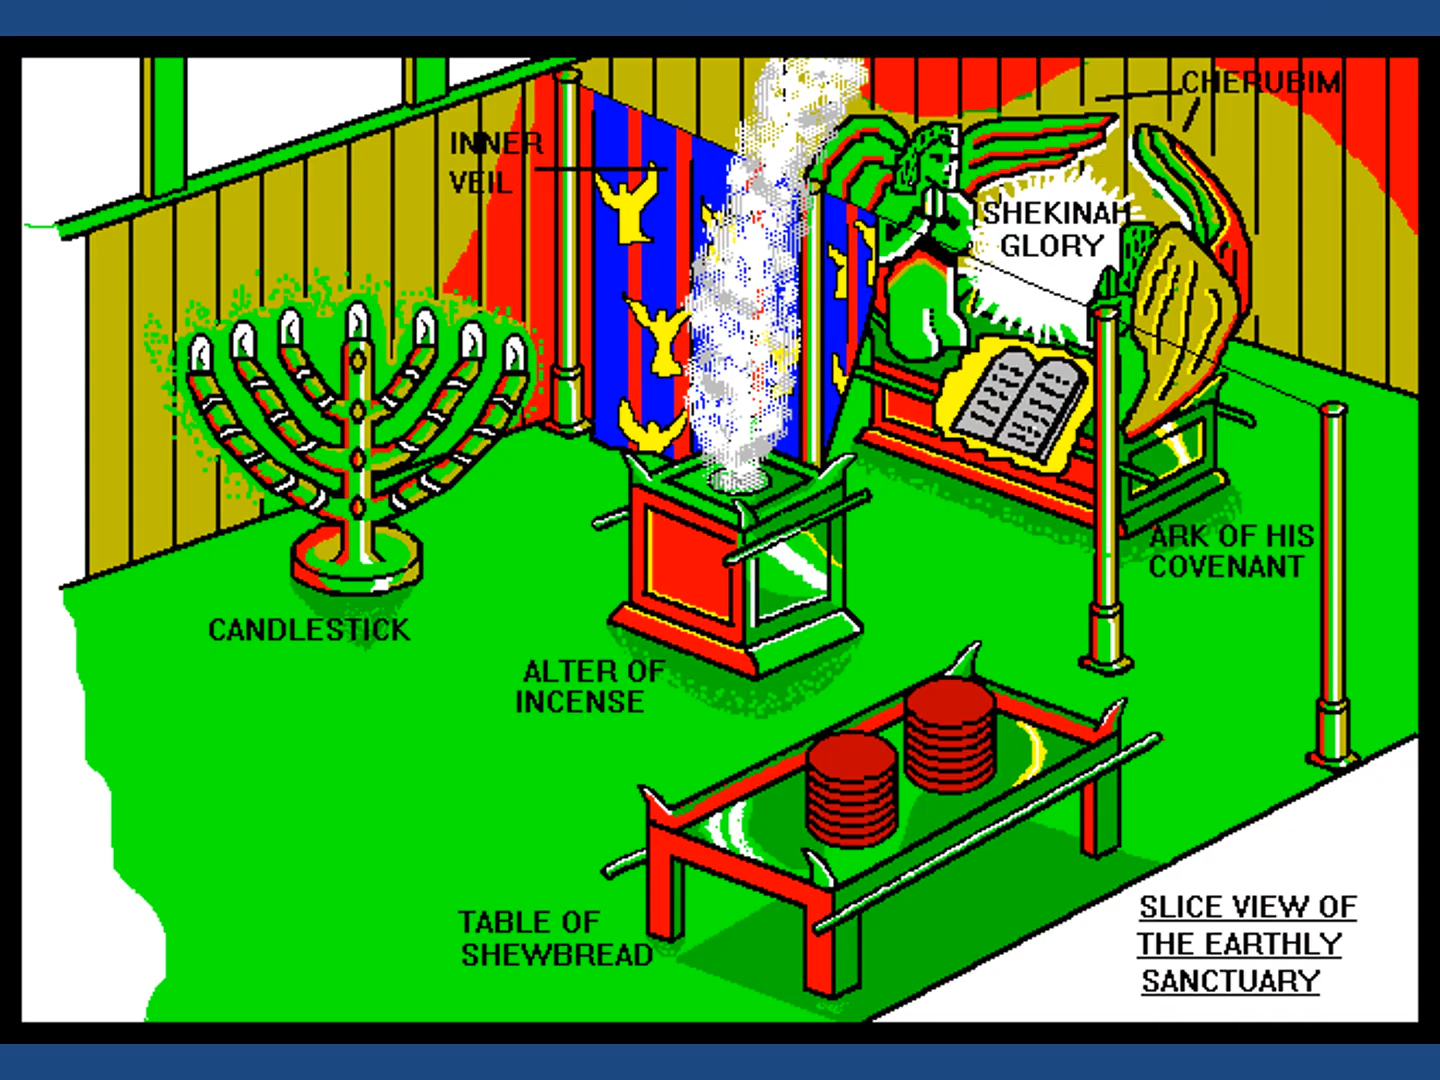 CHERUBIM
INNER
VEIL
SHEKINAH
GLORY
ARK OF HIS
COVENANT
CANDLESTICK
ALTER OF
INCENSE
TABLE OF
SHEWBREAD
SLICE VIEW OF
THE EARTHLY
SANCTUARY